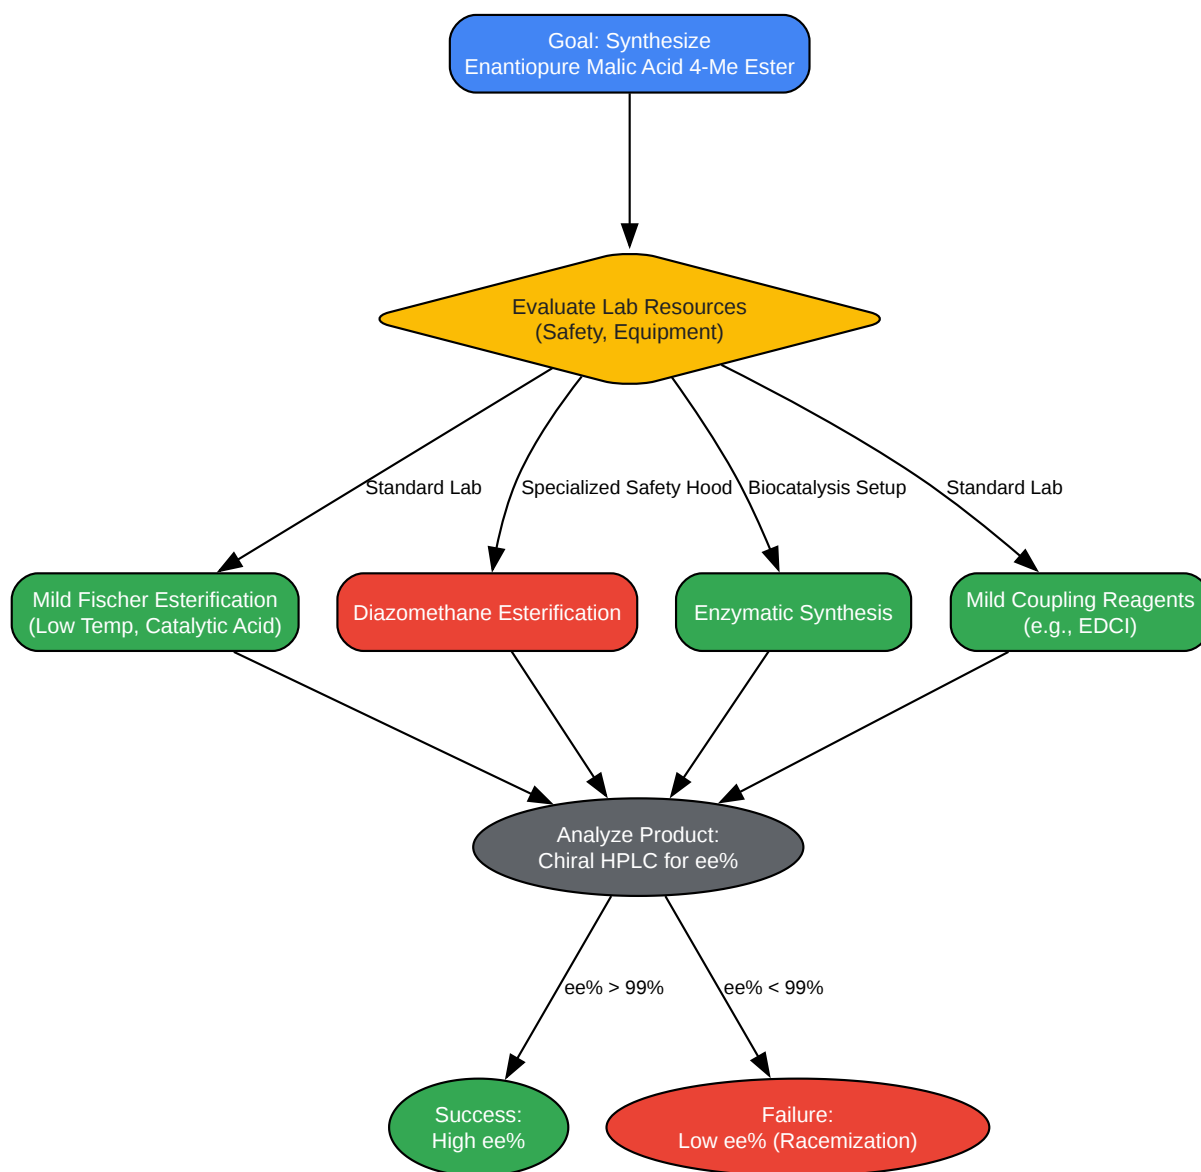 Goal: Synthesize
Enantiopure Malic Acid 4-Me Ester
Evaluate Lab Resources
(Safety, Equipment)
Standard Lab
Specialized Safety Hood
Biocatalysis Setup
Standard Lab
Mild Fischer Esterification
(Low Temp, Catalytic Acid)
Diazomethane Esterification
Enzymatic Synthesis
Mild Coupling Reagents
(e.g., EDCI)
Analyze Product:
Chiral HPLC for ee%
ee% > 99%
ee% < 99%
Success:
High ee%
Failure:
Low ee% (Racemization)